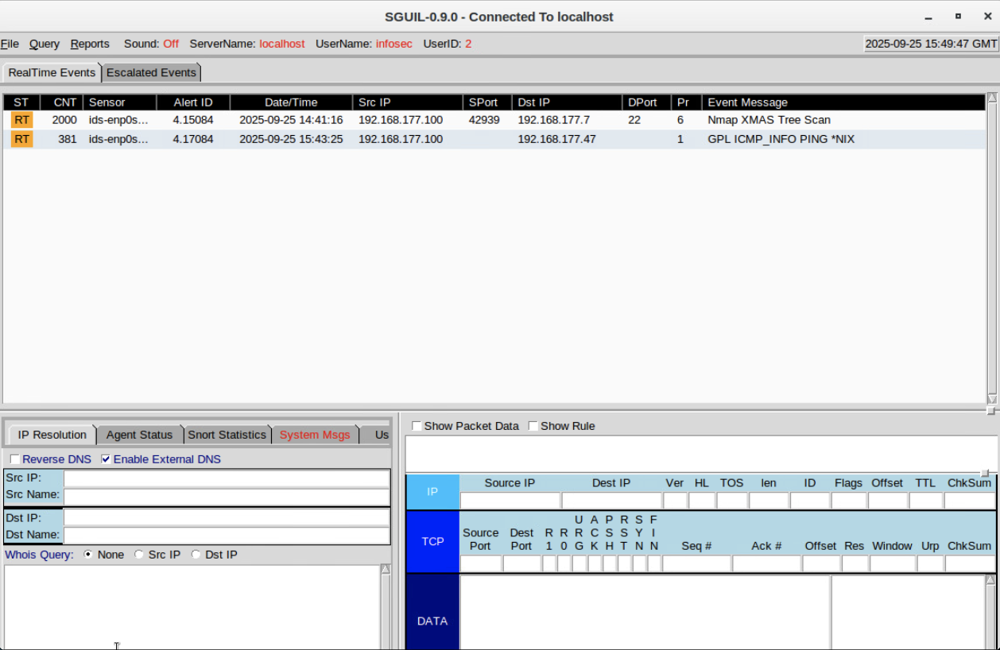 SGUIL-0.9.0 - Connected To localhost
File Query Reports Sound: Off ServerName: localhost UserName: infosec UserID: 2 2025-09-25 15:49:47 GMT
RealTime Events Escalated Events
ST CNT Sensor Alert ID Date/Time Src IP SPort Dst IP DPort Pr Event Message
RT 2000 ids-enp0s... 4.15084 2025-09-25 14:41:16 192.168.177.100 42939 192.168.177.7 22 6 Nmap XMAS Tree Scan
RT 381 ids-enp0s... 4.17084 2025-09-25 15:43:25 192.168.177.100 192.168.177.47 1 GPL ICMP_INFO PING *NIX
IP Resolution Agent Status Snort Statistics System Msgs Us
Reverse DNS Enable External DNS
Src IP:
Src Name:
Dst IP:
Dst Name:
Whois Query: None Src IP Dst IP
Show Packet Data Show Rule
IP Source IP Dest IP Ver HL TOS len ID Flags Offset TTL ChkSum
U A P R S F
Source Dest R R R C S S Y I
TCP
Port Port 1 0 G K H T N N Seq # Ack # Offset Res Window Urp ChkSum
DATA